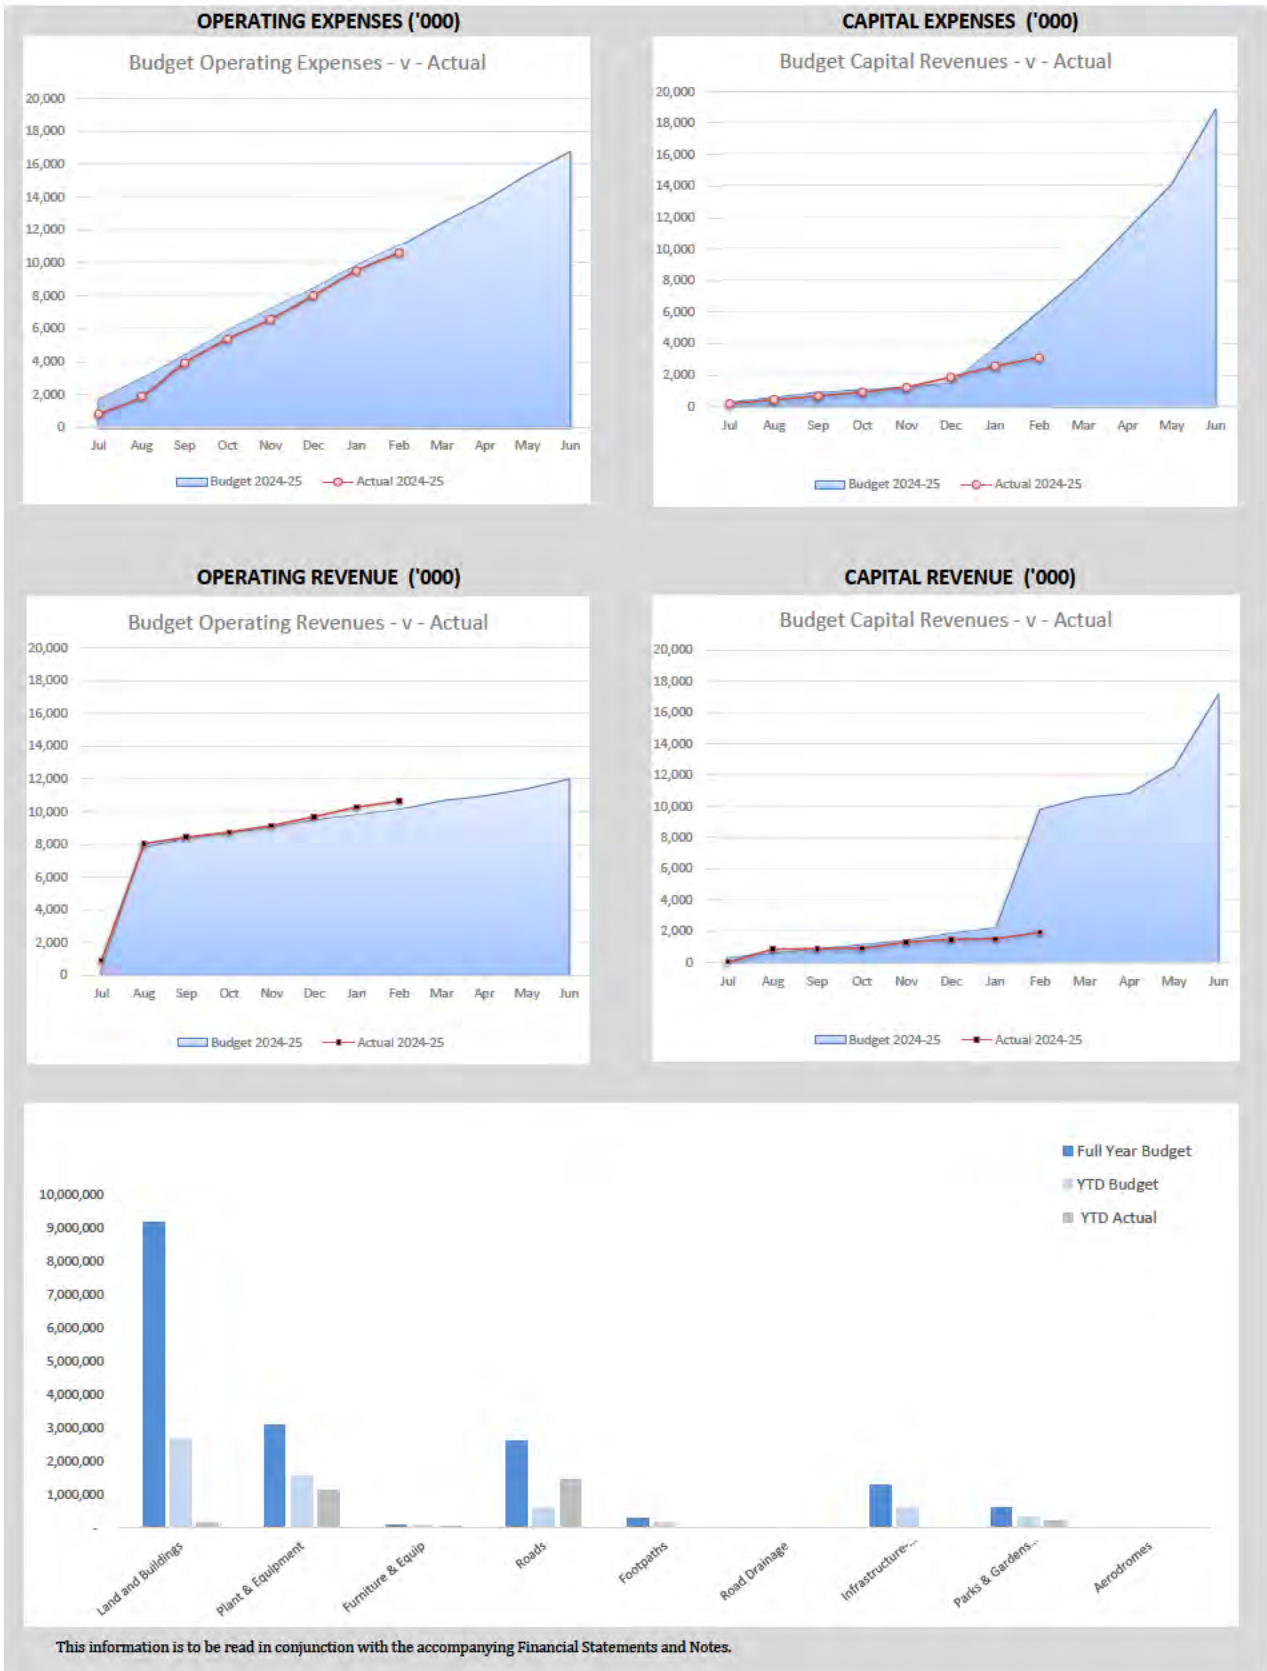 OPERATING EXPENSES ('000)
Budget Operating Expenses - v - Actual
20,000
18,000
16,000
14,000
12,000
10,000
8,000
6,000
4,000
2,000
0
Jul Aug Sep Oct Nov Dec Jan Feb Mar Apr May Jun
Budget 2024-25 Actual 2024-25
CAPITAL EXPENSES ('000)
Budget Capital Revenues - v - Actual
20,000
18,000
16,000
14,000
12,000
10,000
8,000
6,000
4,000
2,000
0
Jul Aug Sep Oct Nov Dec Jan Feb Mar Apr May Jun
Budget 2024-25 Actual 2024-25
OPERATING REVENUE ('000)
Budget Operating Revenues - v - Actual
20,000
18,000
16,000
14,000
12,000
10,000
8,000
6,000
4,000
2,000
0
Jul Aug Sep Oct Nov Dec Jan Feb Mar Apr May Jun
Budget 2024-25 Actual 2024-25
CAPITAL REVENUE ('000)
Budget Capital Revenues - v - Actual
20,000
18,000
16,000
14,000
12,000
10,000
8,000
6,000
4,000
2,000
0
Jul Aug Sep Oct Nov Dec Jan Feb Mar Apr May Jun
Budget 2024-25 Actual 2024-25
Full Year Budget
YTD Budget
YTD Actual
10,000,000
9,000,000
8,000,000
7,000,000
6,000,000
5,000,000
4,000,000
3,000,000
2,000,000
1,000,000
-
Land and Buildings
Plant & Equipment
Furniture & Equip
Roads
Footpaths
Road Drainage
Infrastructure-...
Parks & Gardens...
Aerodromes
This information is to be read in conjunction with the accompanying Financial Statements and Notes.